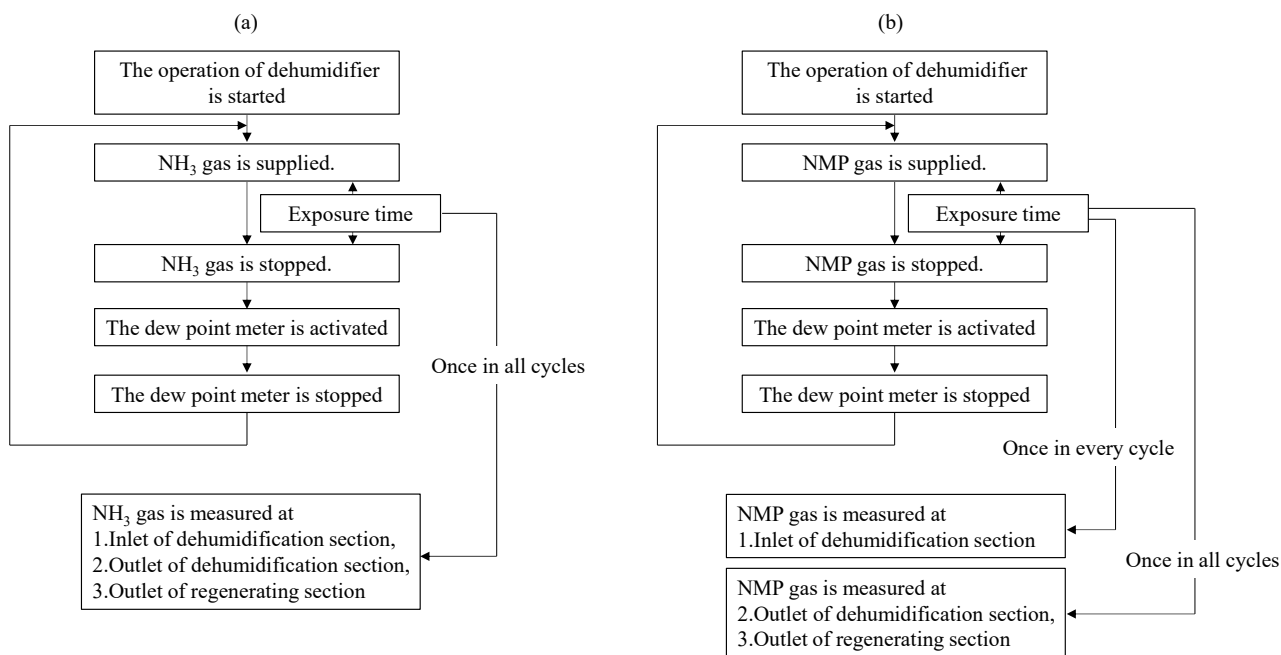 (a)
The operation of dehumidifier
is started
NH₃ gas is supplied.
Exposure time
NH₃ gas is stopped.
The dew point meter is activated
Once in all cycles
The dew point meter is stopped
NH₃ gas is measured at
1.Inlet of dehumidification section,
2.Outlet of dehumidification section,
3.Outlet of regenerating section
(b)
The operation of dehumidifier
is started
NMP gas is supplied.
Exposure time
NMP gas is stopped.
The dew point meter is activated
The dew point meter is stopped
Once in every cycle
NMP gas is measured at
1.Inlet of dehumidification section
Once in all cycles
NMP gas is measured at
2.Outlet of dehumidification section,
3.Outlet of regenerating section